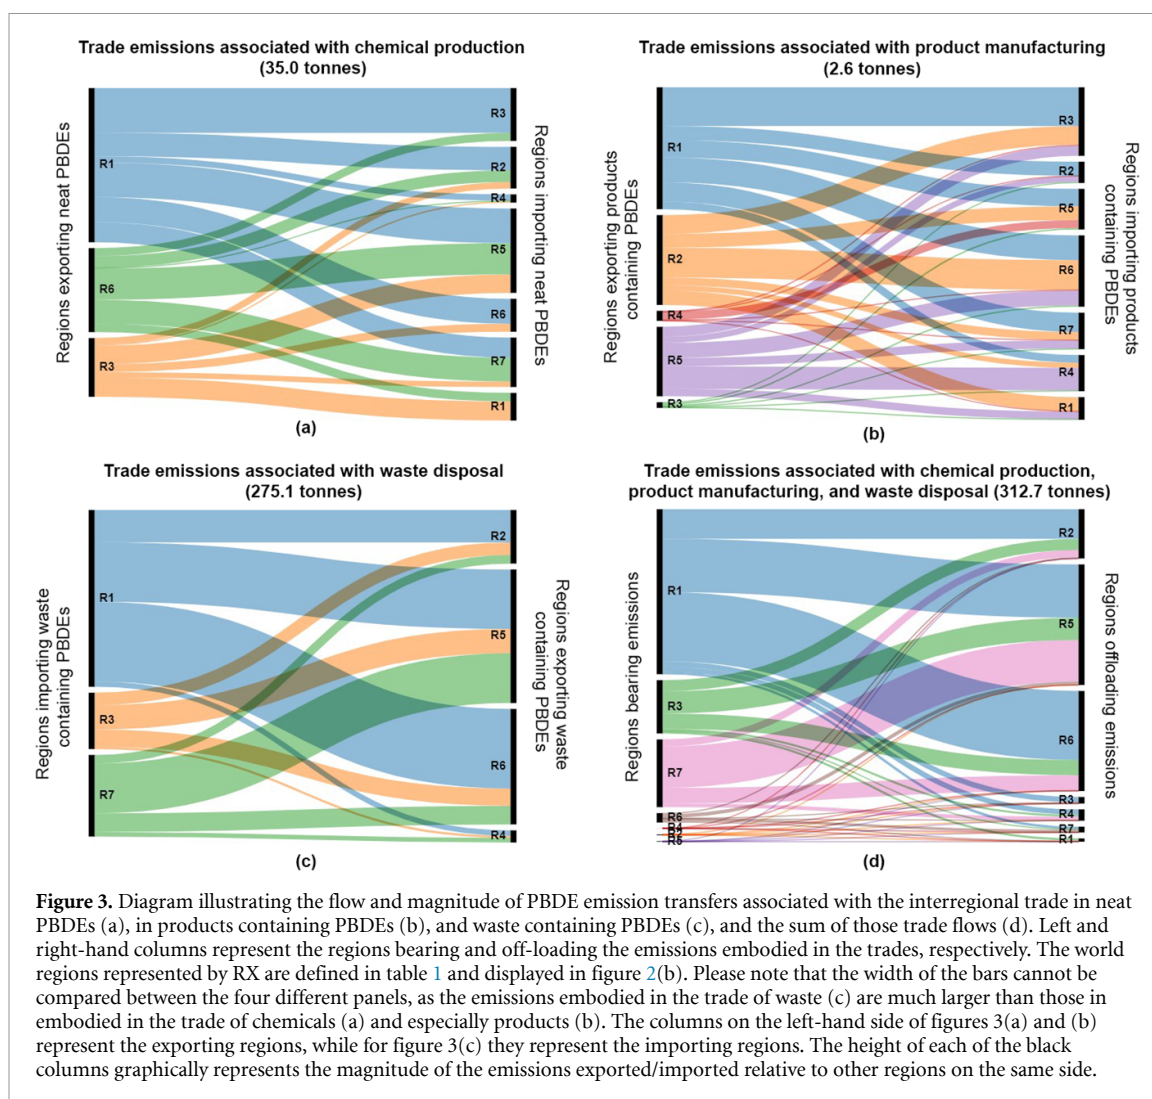 Trade emissions associated with chemical production
(35.0 tonnes)
Regions exporting neat PBDEs
R1
R6
R3
R3
R2
R4
R5
R6
R7
R1
Regions importing neat PBDEs
(a)
Trade emissions associated with product manufacturing
(2.6 tonnes)
Regions exporting products
containing PBDEs
R1
R2
R4
R5
R3
R3
R2
R5
R6
R7
R4
R1
Regions importing products
containing PBDEs
(b)
Trade emissions associated with waste disposal
(275.1 tonnes)
Regions importing waste
containing PBDEs
R1
R3
R7
R2
R5
R6
R4
Regions exporting waste
containing PBDEs
(c)
Trade emissions associated with chemical production,
product manufacturing, and waste disposal (312.7 tonnes)
Regions bearing emissions
R1
R3
R7
R6
R4
R2
R5
R2
R5
R6
R3
R4
R7
R1
Regions offloading emissions
(d)
Figure 3. Diagram illustrating the flow and magnitude of PBDE emission transfers associated with the interregional trade in neat
PBDEs (a), in products containing PBDEs (b), and waste containing PBDEs (c), and the sum of those trade flows (d). Left and
right-hand columns represent the regions bearing and off-loading the emissions embodied in the trades, respectively. The world
regions represented by RX are defined in table 1 and displayed in figure 2(b). Please note that the width of the bars cannot be
compared between the four different panels, as the emissions embodied in the trade of waste (c) are much larger than those in
embodied in the trade of chemicals (a) and especially products (b). The columns on the left-hand side of figures 3(a) and (b)
represent the exporting regions, while for figure 3(c) they represent the importing regions. The height of each of the black
columns graphically represents the magnitude of the emissions exported/imported relative to other regions on the same side.